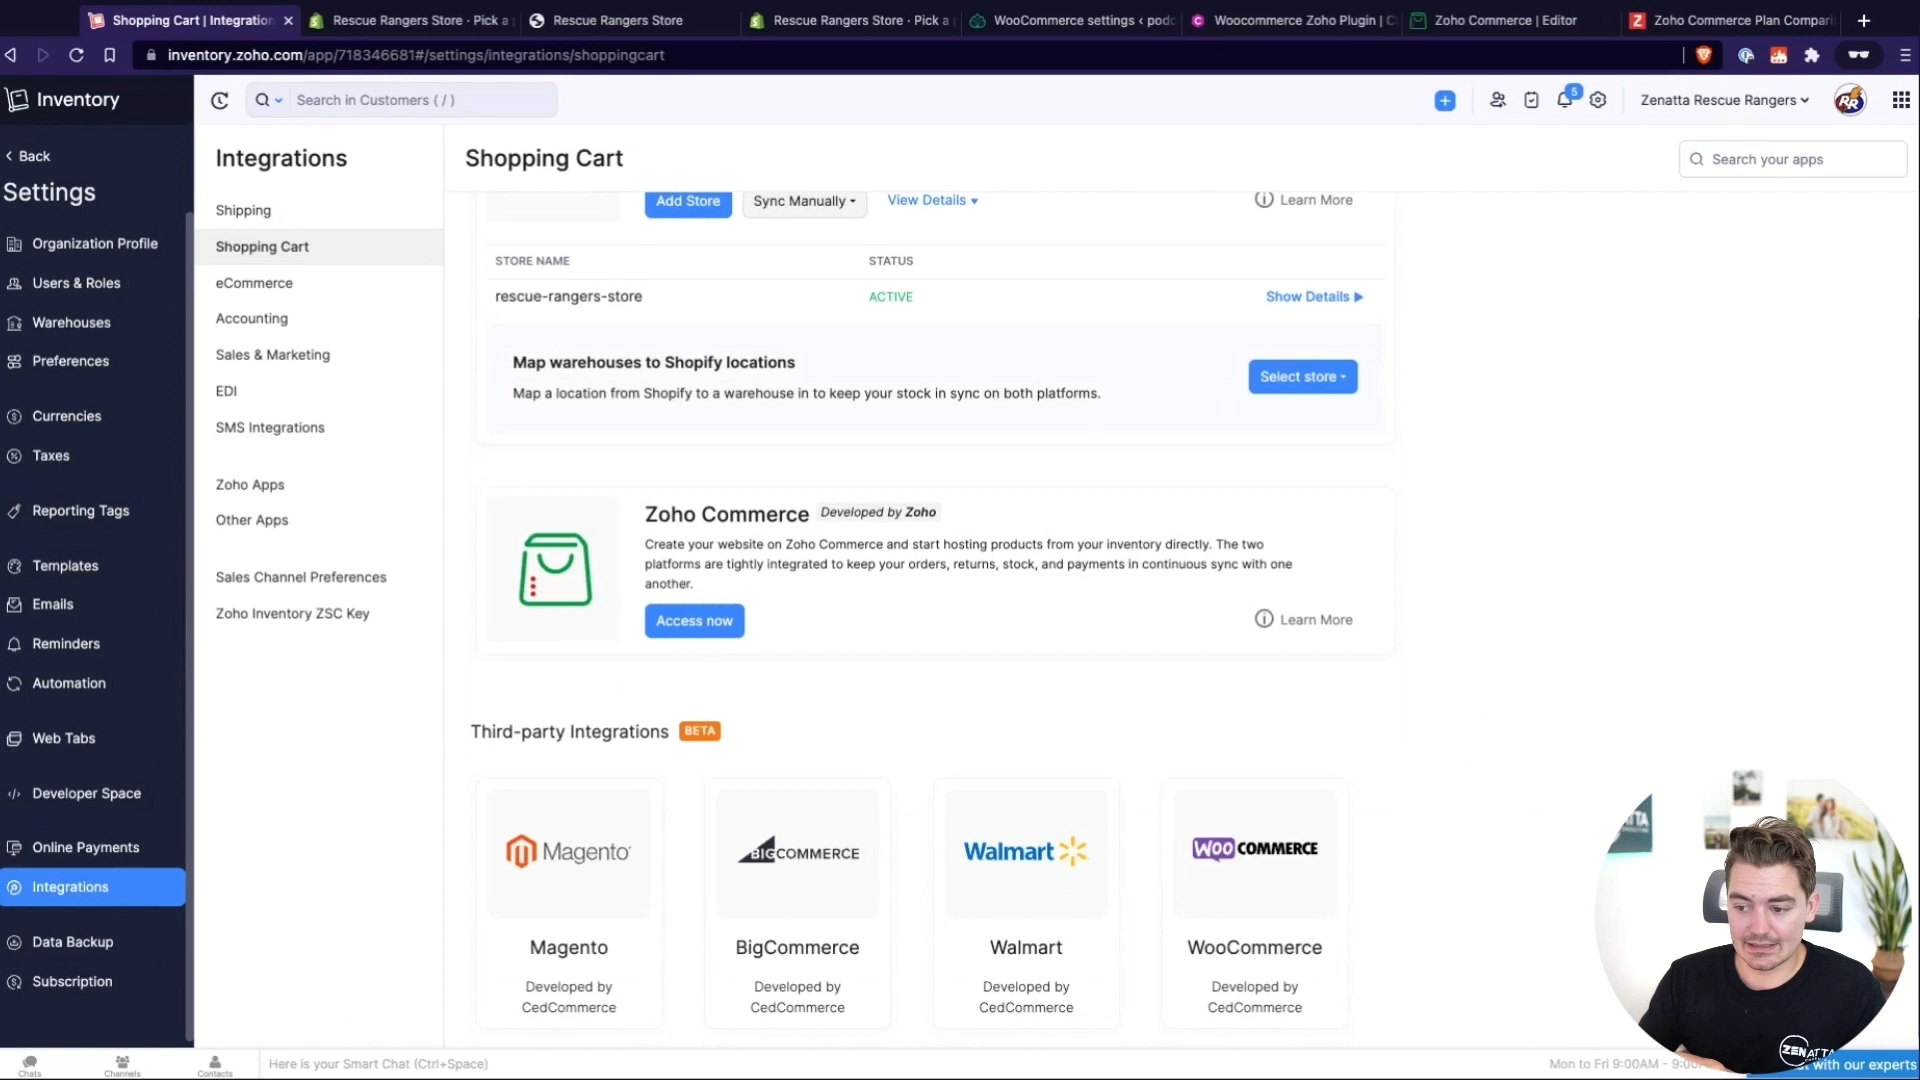 Shopping Cart | Integration
Rescue Rangers Store · Pick a
Rescue Rangers Store
Rescue Rangers Store · Pick a
WooCommerce settings ‹ podc
Woocommerce Zoho Plugin | C
Zoho Commerce | Editor
Zoho Commerce Plan Compari
inventory.zoho.com/app/718346681#/settings/integrations/shoppingcart
Inventory
Search in Customers ( / )
5
Zenatta Rescue Rangers
RR
Back
Settings
Organization Profile
Users & Roles
Warehouses
Preferences
Currencies
Taxes
Reporting Tags
Templates
Emails
Reminders
Automation
Web Tabs
Developer Space
Online Payments
Integrations
Data Backup
Subscription
Integrations
Shipping
Shopping Cart
eCommerce
Accounting
Sales & Marketing
EDI
SMS Integrations
Zoho Apps
Other Apps
Sales Channel Preferences
Zoho Inventory ZSC Key
Shopping Cart
Search your apps
Add Store
Sync Manually
View Details
Learn More
STORE NAME
STATUS
rescue-rangers-store
ACTIVE
Show Details
Map warehouses to Shopify locations
Map a location from Shopify to a warehouse in to keep your stock in sync on both platforms.
Select store
Zoho Commerce
Developed by Zoho
Create your website on Zoho Commerce and start hosting products from your inventory directly. The two
platforms are tightly integrated to keep your orders, returns, stock, and payments in continuous sync with one
another.
Access now
Learn More
Third-party Integrations
BETA
Magento
BIGCOMMERCE
Walmart
WOOCOMMERCE
Magento
BigCommerce
Walmart
WooCommerce
Developed by
CedCommerce
Developed by
CedCommerce
Developed by
CedCommerce
Developed by
CedCommerce
Chats
Channels
Contacts
Here is your Smart Chat (Ctrl+Space)
Mon to Fri 9:00AM - 9:00
ZENATTA
with our experts